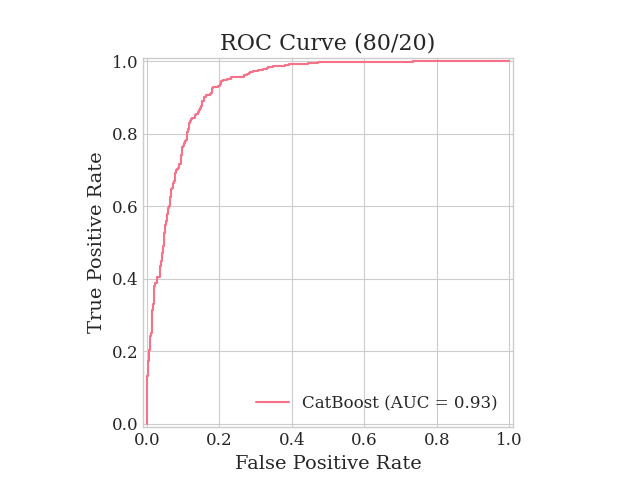 ROC Curve (80/20)
True Positive Rate
1.0
0.8
0.6
0.4
0.2
0.0
CatBoost (AUC = 0.93)
0.0 0.2 0.4 0.6 0.8 1.0
False Positive Rate